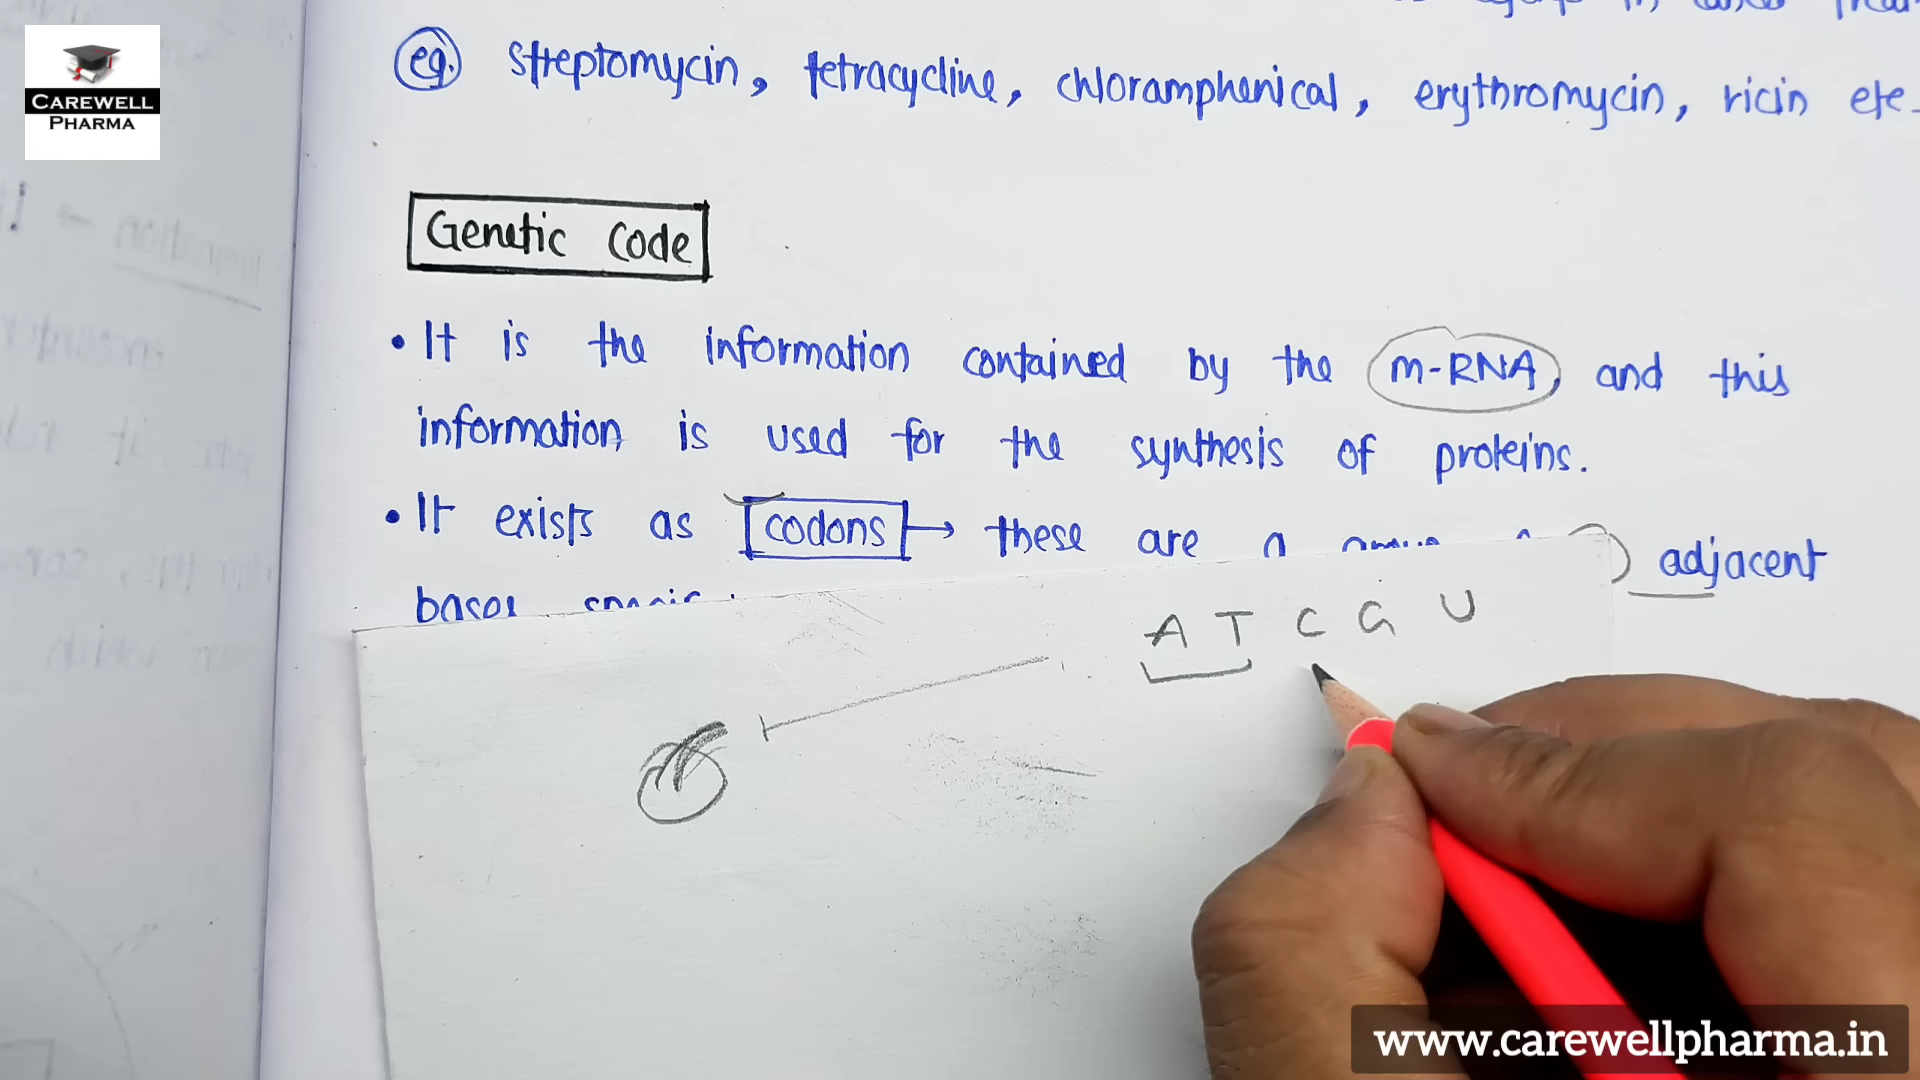 CAREWELL
PHARMA
eg. Streptomycin, tetracycline, chloramphenical, erythromycin, ricin etc.
Genetic Code
• It is the information contained by the m-RNA, and this
information is used for the synthesis of proteins.
• It exists as codons → these are a adjacent
bases
A T C G U
www.carewellpharma.in